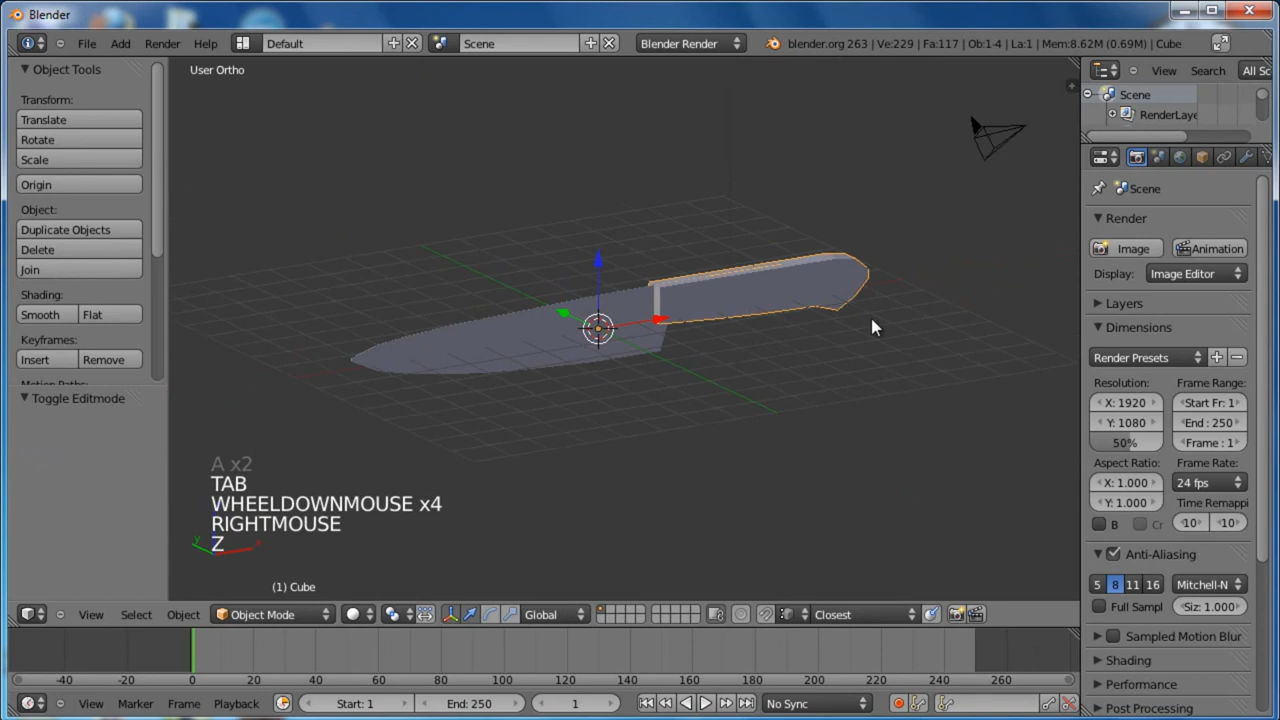 Blender
File Add Render Help Default Scene Blender Render blender.org 263 | Ve:229 | Fa:117 | Ob:1-4 | La:1 | Mem:8.62M (0.69M) | Cube
Object Tools
Transform:
Translate
Rotate
Scale
Origin
Object:
Duplicate Objects
Delete
Join
Shading:
Smooth Flat
Keyframes:
Insert Remove
Toggle Editmode
User Ortho
A x2
TAB
WHEELDOWNMOUSE x4
RIGHTMOUSE
Z
y x
(1) Cube
View Select Object Object Mode Global Closest
-40 -20 0 20 40 60 80 100 120 140 160 180 200 220 240 260
View Marker Frame Playback Start: 1 End: 250 1 No Sync
View Search All Sc
Scene
RenderLaye
Scene
Render
Image Animation
Display: Image Editor
Layers
Dimensions
Render Presets
Resolution: Frame Range:
X: 1920 Start Fr: 1
Y: 1080 End : 250
50% Frame : 1
Aspect Ratio: Frame Rate:
X: 1.000 24 fps
Y: 1.000 Time Remappi
B Cr 10 10
Anti-Aliasing
5 8 11 16 Mitchell-N
Full Sampl Siz: 1.000
Sampled Motion Blur
Shading
Performance
Post Processing